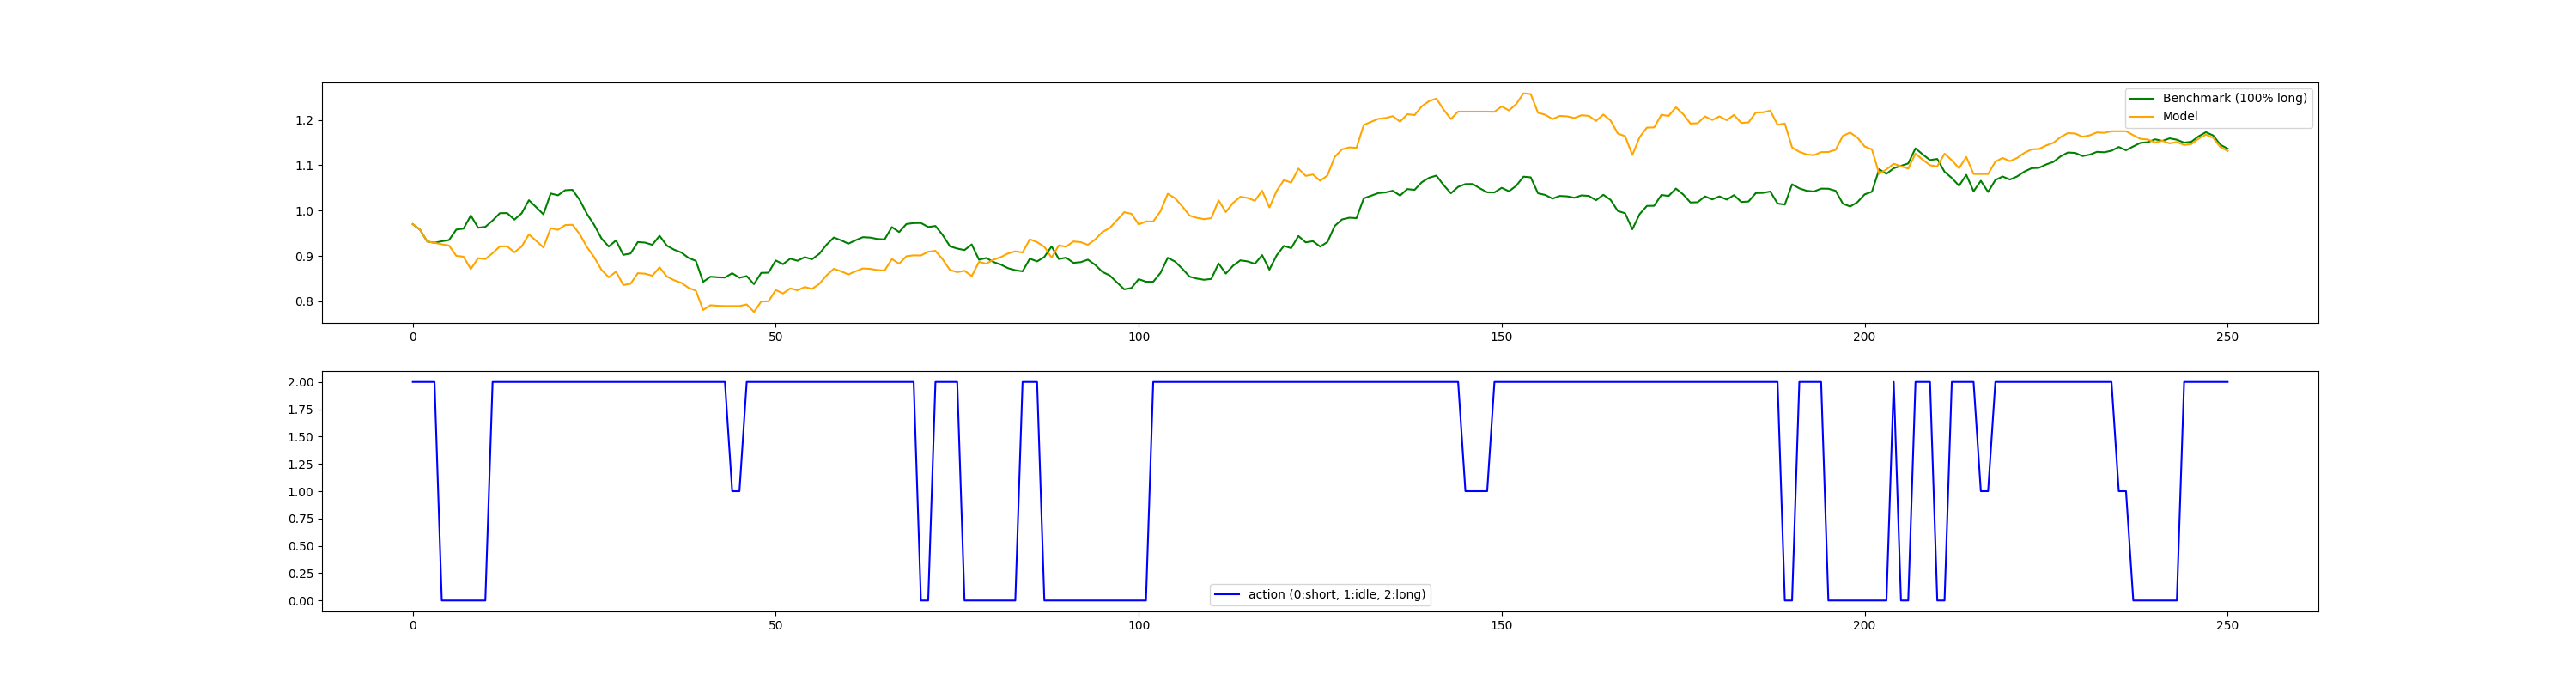 1.2
1.1
1.0
0.9
0.8
Benchmark (100% long)
Model
0 50 100 150 200 250
2.00
1.75
1.50
1.25
1.00
0.75
0.50
0.25
0.00
action (0:short, 1:idle, 2:long)
0 50 100 150 200 250